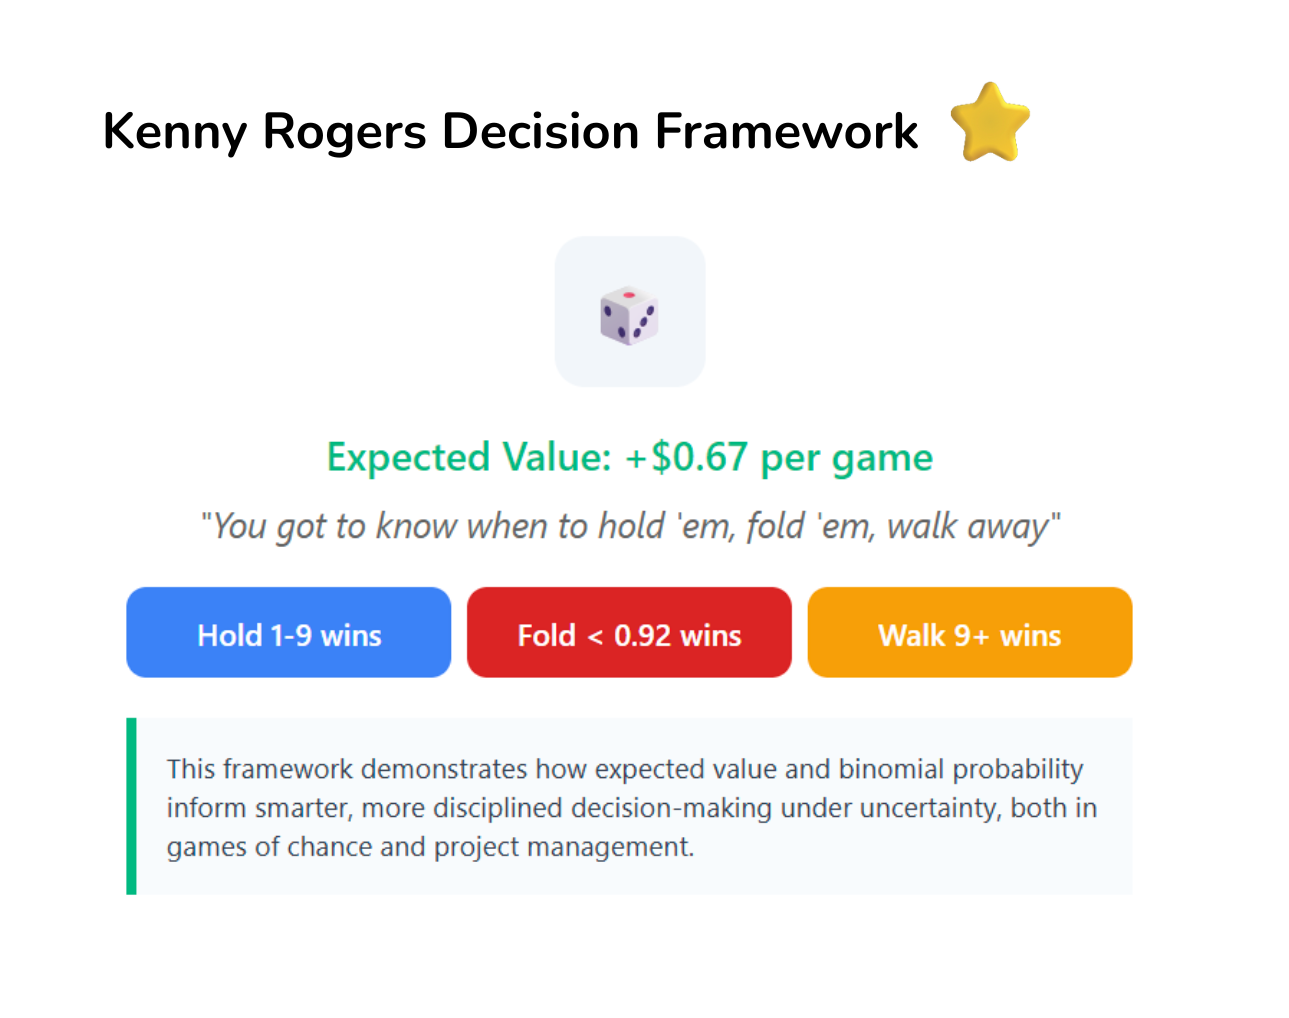 Kenny Rogers Decision Framework
Expected Value: +$0.67 per game
"You got to know when to hold 'em, fold 'em, walk away"
Hold 1-9 wins
Fold < 0.92 wins
Walk 9+ wins
This framework demonstrates how expected value and binomial probability
inform smarter, more disciplined decision-making under uncertainty, both in
games of chance and project management.